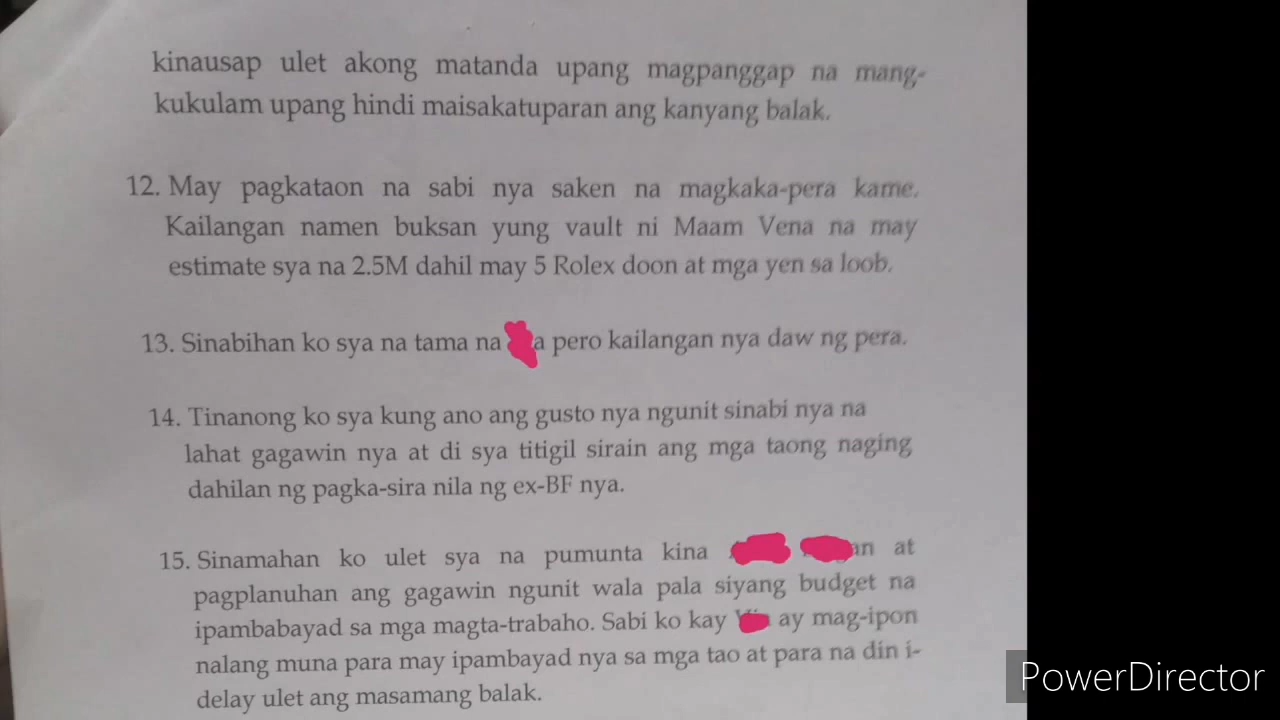 kinausap ulet akong matanda upang magpanggap na mang-
kukulam upang hindi maisakatuparan ang kanyang balak.
12. May pagkataon na sabi nya saken na magkaka-pera kame.
Kailangan namen buksan yung vault ni Maam Vena na may
estimate sya na 2.5M dahil may 5 Rolex doon at mga yen sa loob.
13. Sinabihan ko sya na tama na a pero kailangan nya daw ng pera.
14. Tinanong ko sya kung ano ang gusto nya ngunit sinabi nya na
lahat gagawin nya at di sya titigil sirain ang mga taong naging
dahilan ng pagka-sira nila ng ex-BF nya.
15. Sinamahan ko ulet sya na pumunta kina an at
pagplanuhan ang gagawin ngunit wala pala siyang budget na
ipambabayad sa mga magta-trabaho. Sabi ko kay ay mag-ipon
nalang muna para may ipambayad nya sa mga tao at para na din i-
delay ulet ang masamang balak.
PowerDirector